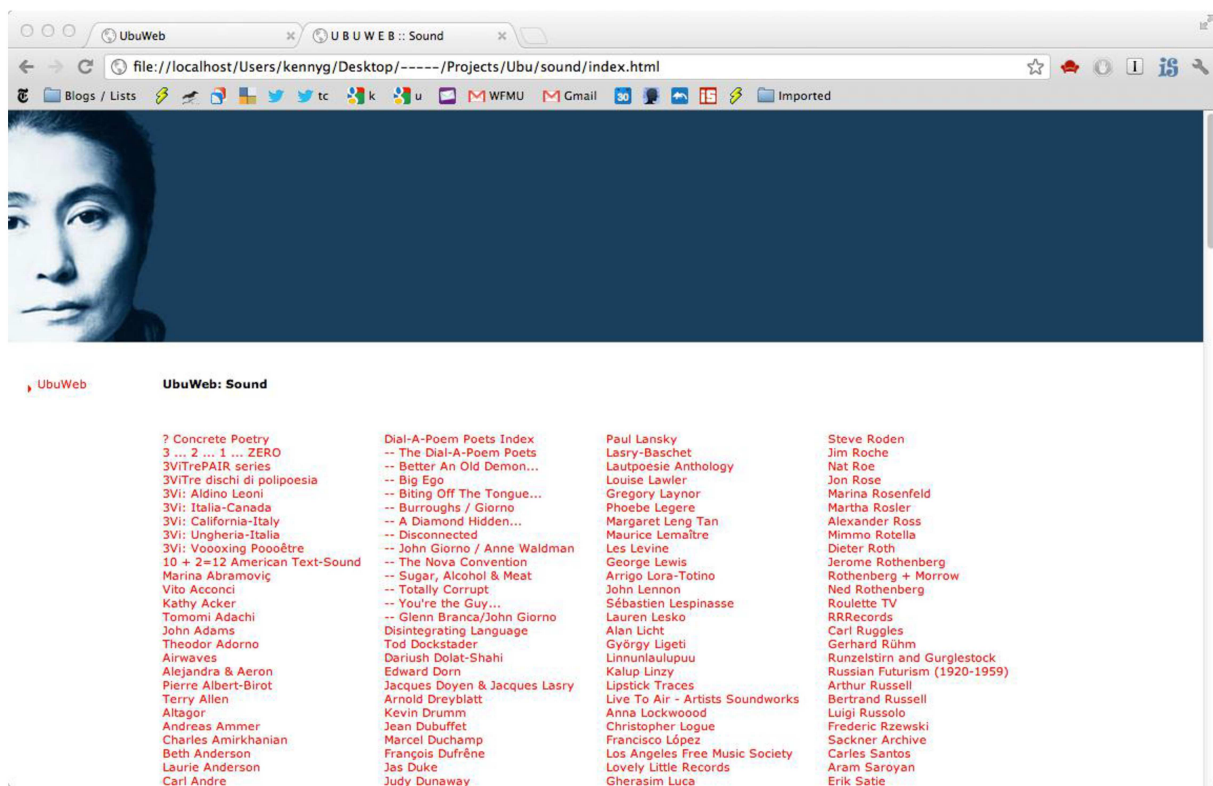 UbuWeb
U B U W E B :: Sound
file://localhost/Users/kennyg/Desktop/-----/Projects/Ubu/sound/index.html
Blogs / Lists tc k u WFMU Gmail 30 Imported
UbuWeb
UbuWeb: Sound
? Concrete Poetry
3 ... 2 ... 1 ... ZERO
3ViTrePAIR series
3ViTre dischi di polipoesia
3Vi: Aldino Leoni
3Vi: Italia-Canada
3Vi: California-Italy
3Vi: Ungheria-Italia
3Vi: Voooxing Poooêtre
10 + 2=12 American Text-Sound
Marina Abramoviç
Vito Acconci
Kathy Acker
Tomomi Adachi
John Adams
Theodor Adorno
Airwaves
Alejandra & Aeron
Pierre Albert-Birot
Terry Allen
Altagor
Andreas Ammer
Charles Amirkhanian
Beth Anderson
Laurie Anderson
Carl Andre
Dial-A-Poem Poets Index
-- The Dial-A-Poem Poets
-- Better An Old Demon...
-- Big Ego
-- Biting Off The Tongue...
-- Burroughs / Giorno
-- A Diamond Hidden...
-- Disconnected
-- John Giorno / Anne Waldman
-- The Nova Convention
-- Sugar, Alcohol & Meat
-- Totally Corrupt
-- You're the Guy...
-- Glenn Branca/John Giorno
Disintegrating Language
Tod Dockstader
Dariush Dolat-Shahi
Edward Dorn
Jacques Doyen & Jacques Lasry
Arnold Dreyblatt
Kevin Drumm
Jean Dubuffet
Marcel Duchamp
François Dufrêne
Jas Duke
Judy Dunaway
Paul Lansky
Lasry-Baschet
Lautpoesie Anthology
Louise Lawler
Gregory Laynor
Phoebe Legere
Margaret Leng Tan
Maurice Lemaître
Les Levine
George Lewis
Arrigo Lora-Totino
John Lennon
Sébastien Lespinasse
Lauren Lesko
Alan Licht
György Ligeti
Linnunlaulupuu
Kalup Linzy
Lipstick Traces
Live To Air - Artists Soundworks
Anna Lockwoood
Christopher Logue
Francisco López
Los Angeles Free Music Society
Lovely Little Records
Gherasim Luca
Steve Roden
Jim Roche
Nat Roe
Jon Rose
Marina Rosenfeld
Martha Rosler
Alexander Ross
Mimmo Rotella
Dieter Roth
Jerome Rothenberg
Rothenberg + Morrow
Ned Rothenberg
Roulette TV
RRRecords
Carl Ruggles
Gerhard Rühm
Runzelstirn and Gurglestock
Russian Futurism (1920-1959)
Arthur Russell
Bertrand Russell
Luigi Russolo
Frederic Rzewski
Sackner Archive
Carles Santos
Aram Saroyan
Erik Satie